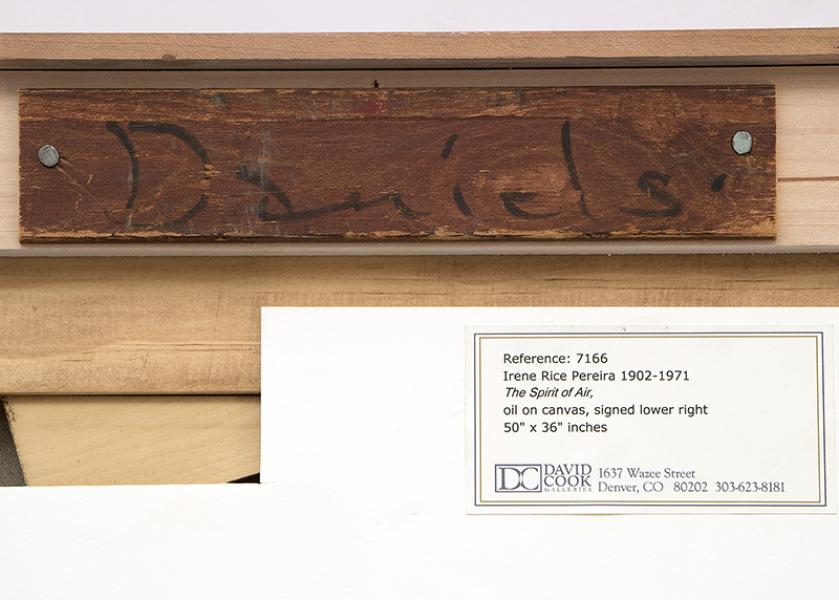 Daniels.
Reference: 7166
Irene Rice Pereira 1902-1971
The Spirit of Air,
oil on canvas, signed lower right
50" x 36" inches
DC DAVID COOK GALLERIES
1637 Wazee Street
Denver, CO 80202 303-623-8181